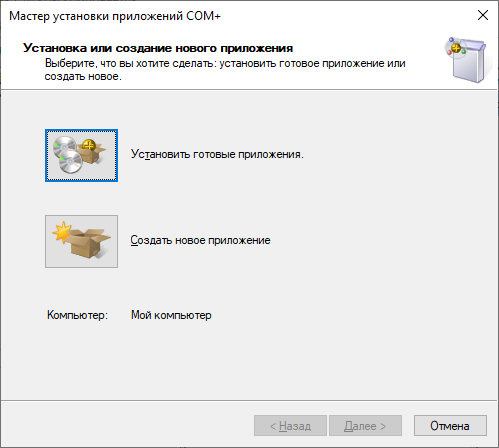 Мастер установки приложений COM+
Установка или создание нового приложения
Выберите, что вы хотите сделать: установить готовое приложение или
создать новое.
Установить готовые приложения.
Создать новое приложение
Компьютер: Мой компьютер
< Назад Далее > Отмена